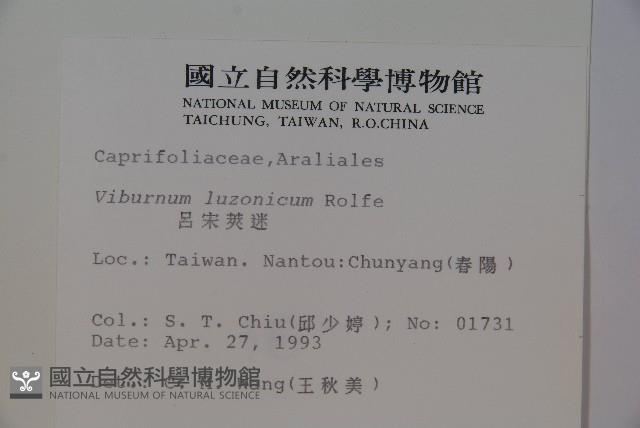 國立自然科學博物館
NATIONAL MUSEUM OF NATURAL SCIENCE
TAICHUNG, TAIWAN, R.O.CHINA
Caprifoliaceae,Araliales
Viburnum luzonicum Rolfe
呂宋莢迷
Loc.: Taiwan. Nantou:Chunyang(春陽)
Col.: S. T. Chiu(邱少婷); No: 01731
Date: Apr. 27, 1993
(王秋美)
國立自然科學博物館
NATIONAL MUSEUM OF NATURAL SCIENCE